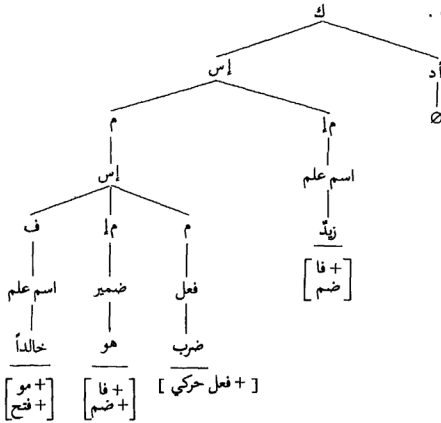 ك
أد إس
∅ م إ م
اسم علم إس
زيدٌ م م إ ف
+ فا
ضم
فعل ضمير اسم علم
ضرب هو خالداً
[ + فعل حركي ] + فا + مو
+ ضم + فتح